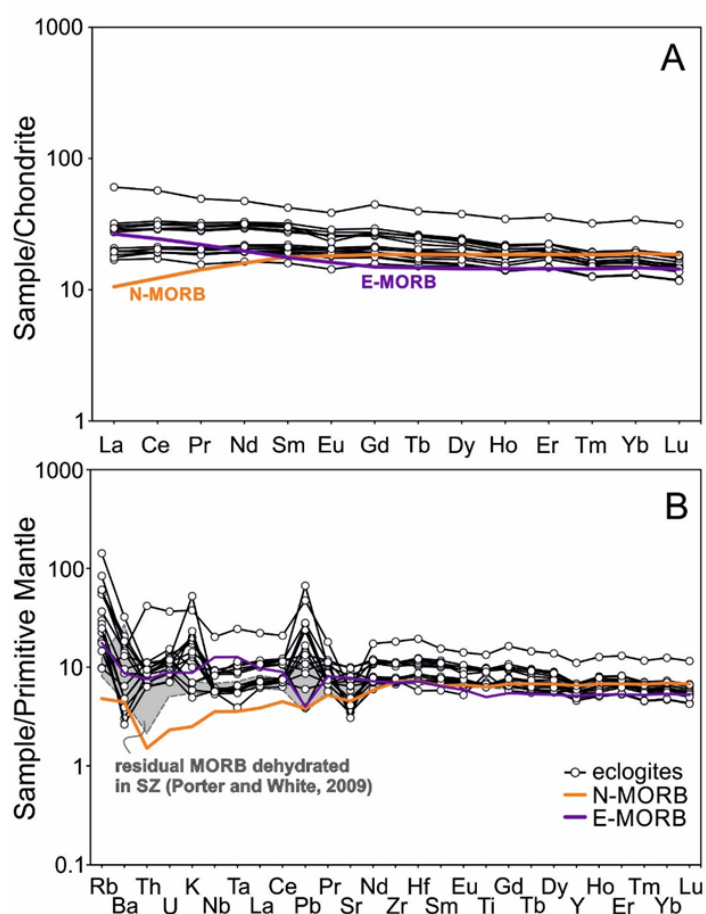 1000
A
100
Sample/Chondrite
10
N-MORB
E-MORB
1
La Ce Pr Nd Sm Eu Gd Tb Dy Ho Er Tm Yb Lu
1000
B
100
Sample/Primitive Mantle
10
1
residual MORB dehydrated
in SZ (Porter and White, 2009)
eclogites
N-MORB
E-MORB
0.1
Rb Th K Ta Ce Pr Nd Hf Eu Gd Dy Ho Tm Lu
Ba U Nb La Pb Sr Zr Sm Ti Tb Y Er Yb